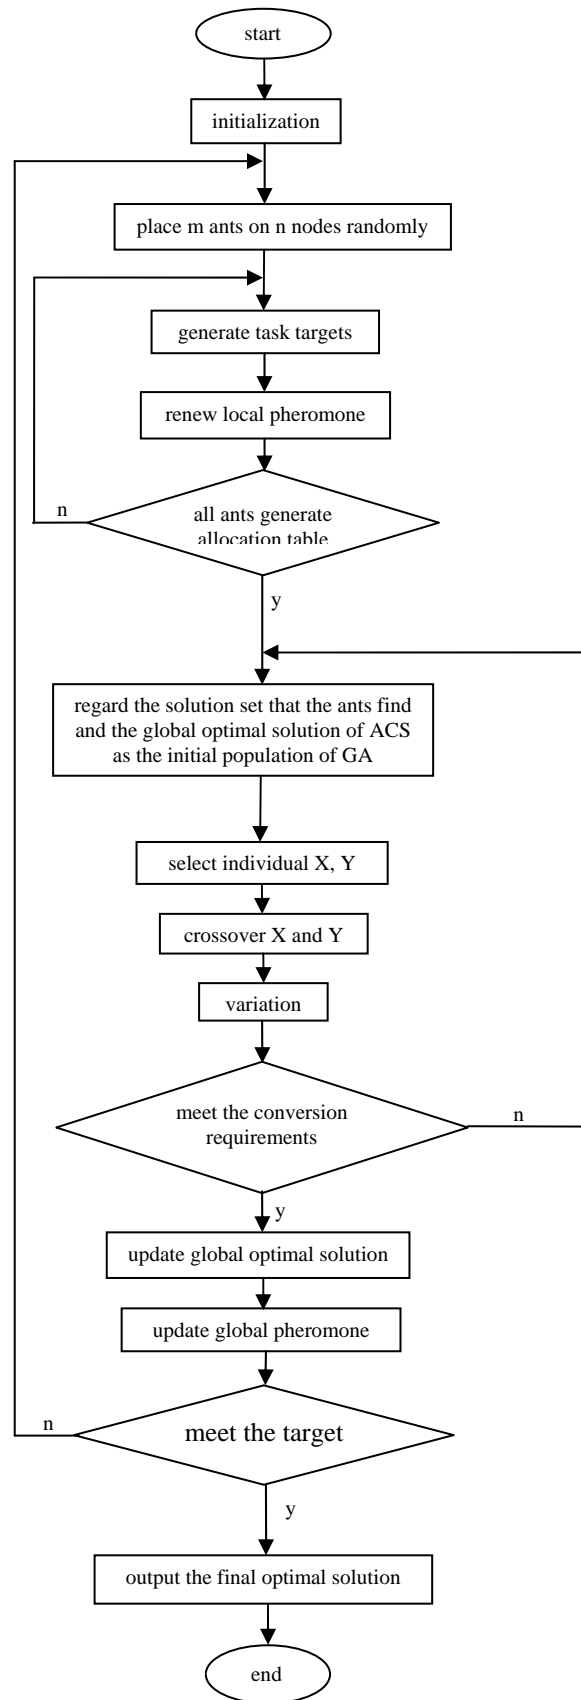 start
initialization
place m ants on n nodes randomly
generate task targets
renew local pheromone
n
all ants generate
allocation table
y
regard the solution set that the ants find
and the global optimal solution of ACS
as the initial population of GA
select individual X, Y
crossover X and Y
variation
meet the conversion
requirements
n
y
update global optimal solution
update global pheromone
n
meet the target
y
output the final optimal solution
end